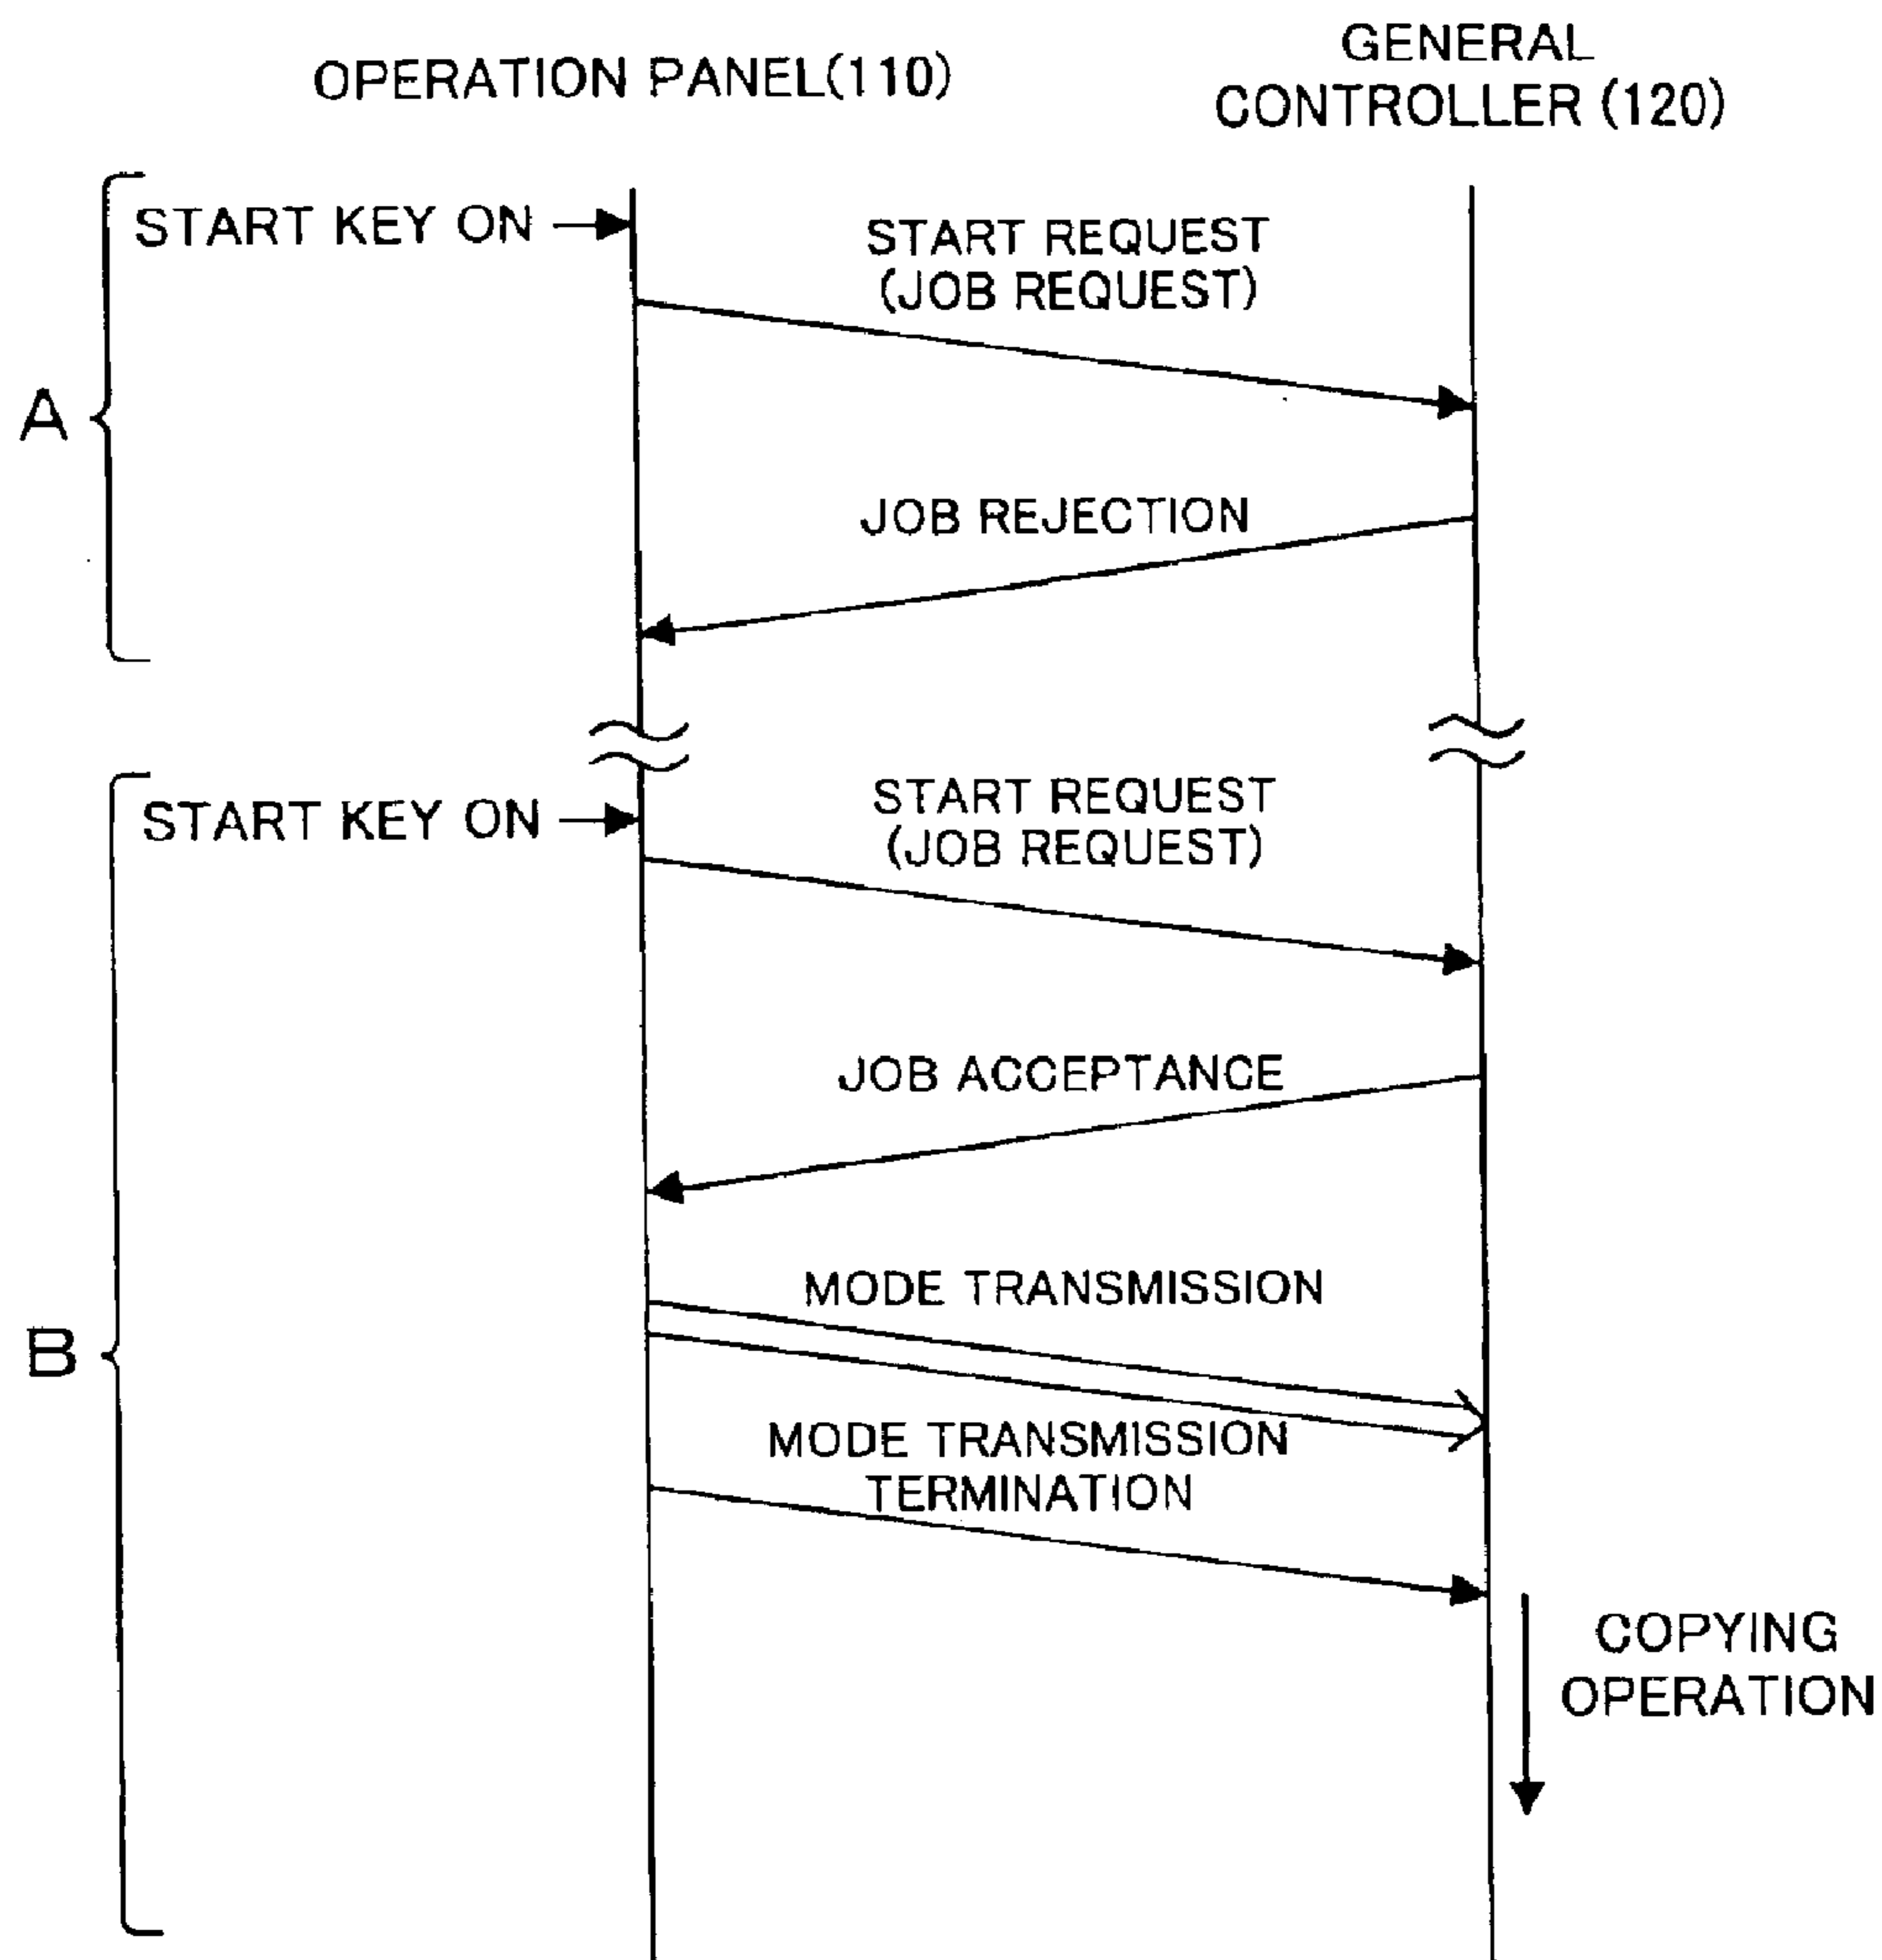 OPERATION PANEL(110)
GENERAL
CONTROLLER (120)
A
START KEY ON
START REQUEST
(JOB REQUEST)
JOB REJECTION
B
START KEY ON
START REQUEST
(JOB REQUEST)
JOB ACCEPTANCE
MODE TRANSMISSION
MODE TRANSMISSION
TERMINATION
COPYING
OPERATION